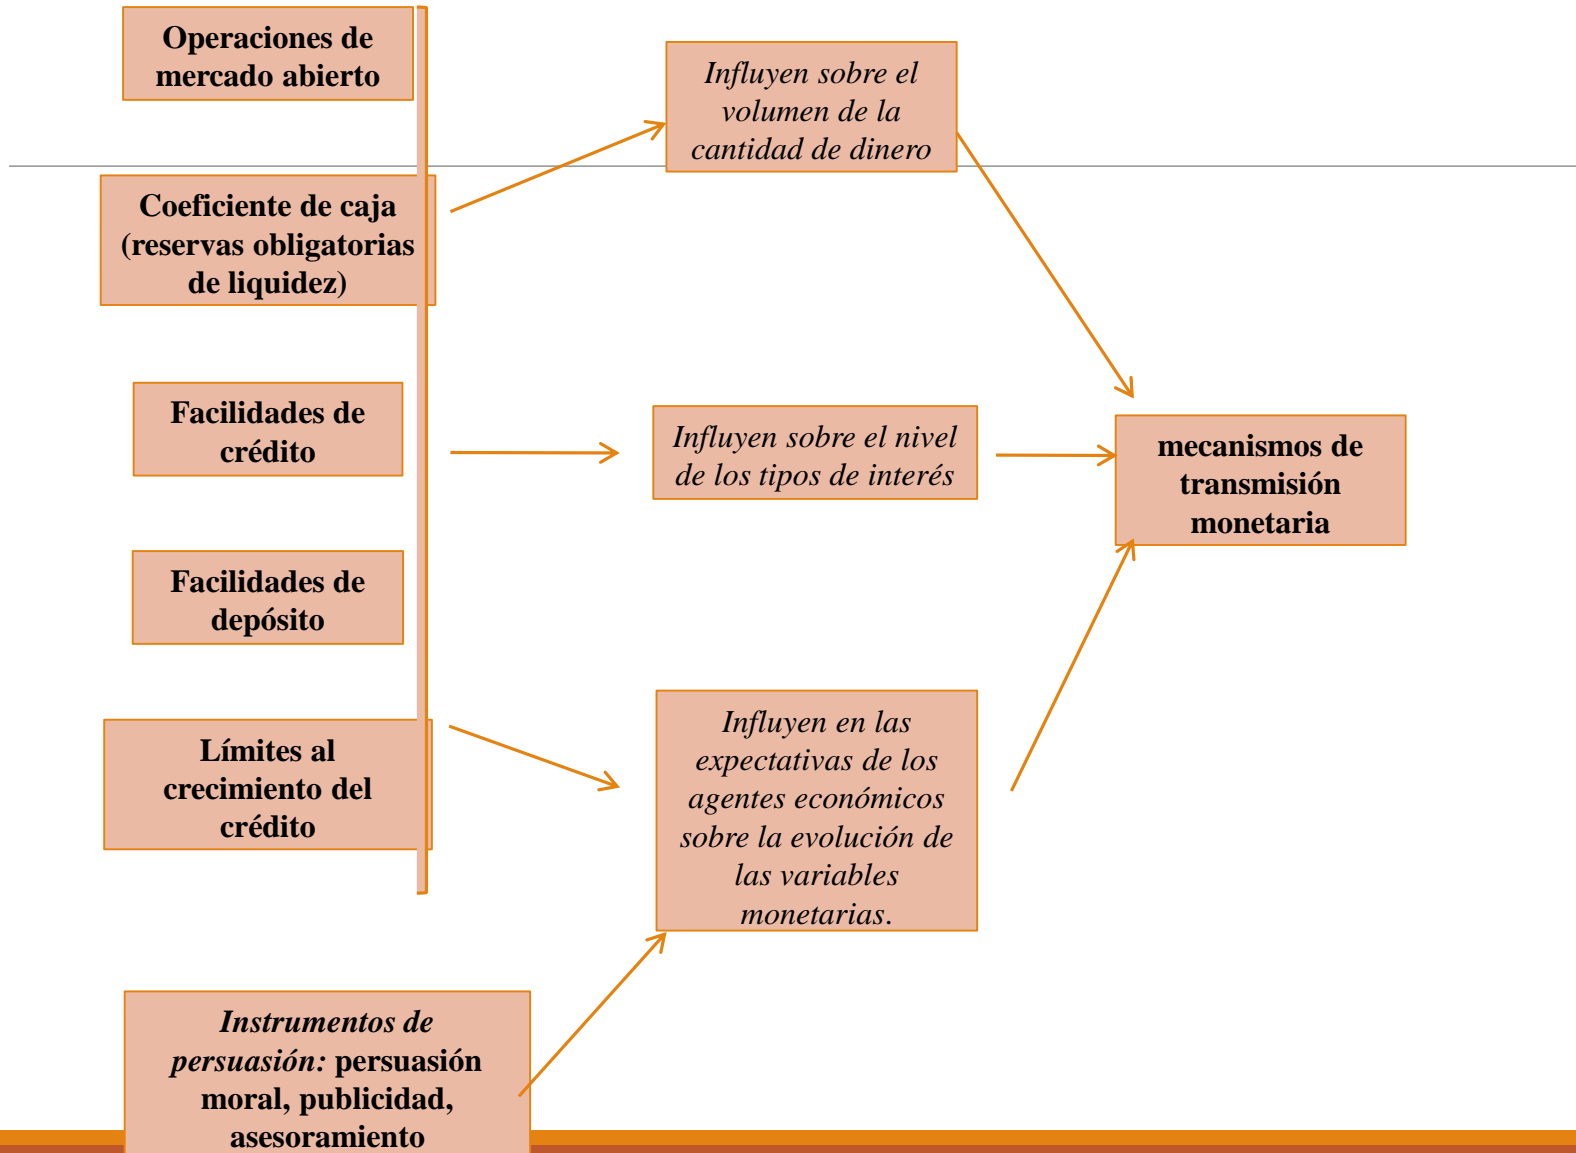 Operaciones de
mercado abierto
Coeficiente de caja
(reservas obligatorias
de liquidez)
Facilidades de
crédito
Facilidades de
depósito
Límites al
crecimiento del
crédito
Instrumentos de
persuasión: persuasión
moral, publicidad,
asesoramiento
Influyen sobre el
volumen de la
cantidad de dinero
Influyen sobre el nivel
de los tipos de interés
Influyen en las
expectativas de los
agentes económicos
sobre la evolución de
las variables
monetarias.
mecanismos de
transmisión
monetaria